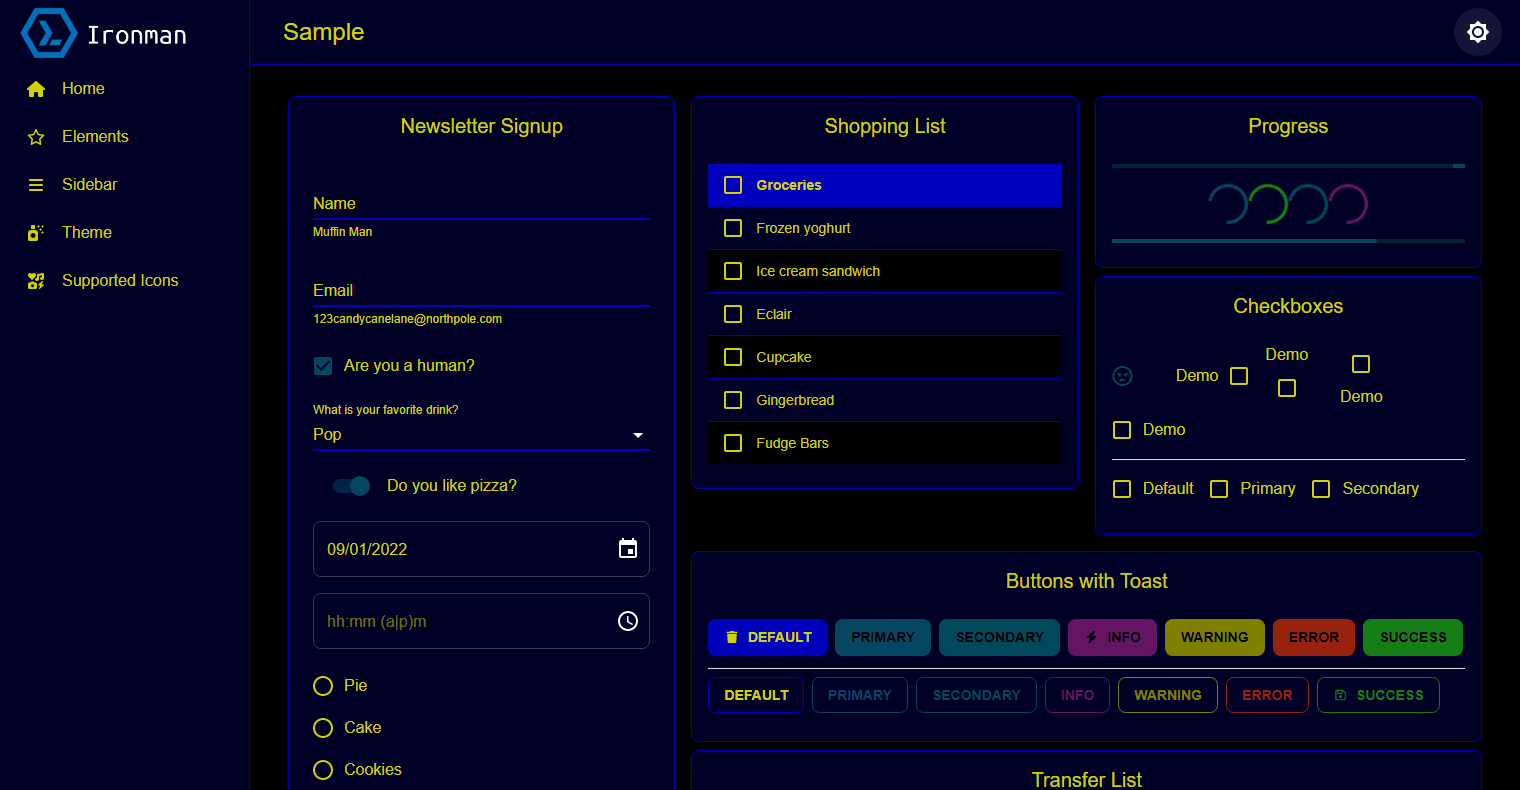 Ironman
Home
Elements
Sidebar
Theme
Supported Icons
Sample
Newsletter Signup
Name
Muffin Man
Email
123candycanelane@northpole.com
Are you a human?
What is your favorite drink?
Pop
Do you like pizza?
09/01/2022
hh:mm (a|p)m
Pie
Cake
Cookies
Shopping List
Groceries
Frozen yoghurt
Ice cream sandwich
Eclair
Cupcake
Gingerbread
Fudge Bars
Progress
Checkboxes
Demo
Demo
Demo
Demo
Default Primary Secondary
Buttons with Toast
DEFAULT PRIMARY SECONDARY INFO WARNING ERROR SUCCESS
DEFAULT PRIMARY SECONDARY INFO WARNING ERROR SUCCESS
Transfer List